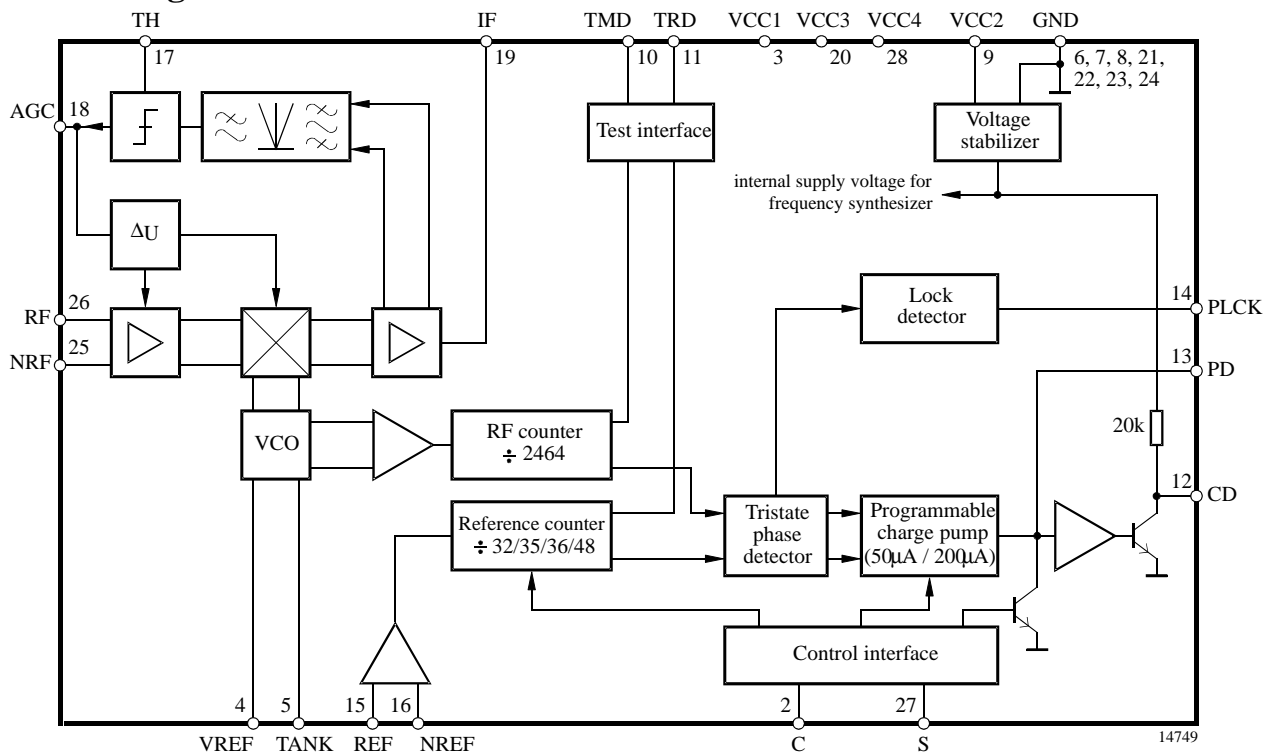 TH IF TMD TRD VCC1 VCC3 VCC4 VCC2 GND
17 19 10 11 3 20 28 9 6, 7, 8, 21,
22, 23, 24
AGC 18
Test interface
Voltage
stabilizer
internal supply voltage for
frequency synthesizer
ΔU
RF 26
NRF 25
Lock
detector
14 PLCK
13 PD
VCO
RF counter
÷ 2464
20k
12 CD
Reference counter
÷ 32/35/36/48
Tristate
phase
detector
Programmable
charge pump
(50µA / 200µA)
Control interface
4 5 15 16 2 27
VREF TANK REF NREF C S
14749